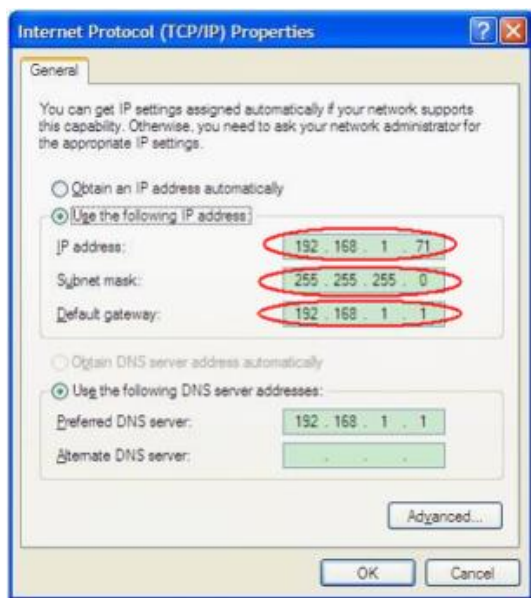 Internet Protocol (TCP/IP) Properties
General
You can get IP settings assigned automatically if your network supports
this capability. Otherwise, you need to ask your network administrator for
the appropriate IP settings.
Obtain an IP address automatically
Use the following IP address:
IP address: 192 . 168 . 1 . 71
Subnet mask: 255 . 255 . 255 . 0
Default gateway: 192 . 168 . 1 . 1
Obtain DNS server address automatically
Use the following DNS server addresses:
Preferred DNS server: 192 . 168 . 1 . 1
Alternate DNS server: . . .
Advanced...
OK Cancel